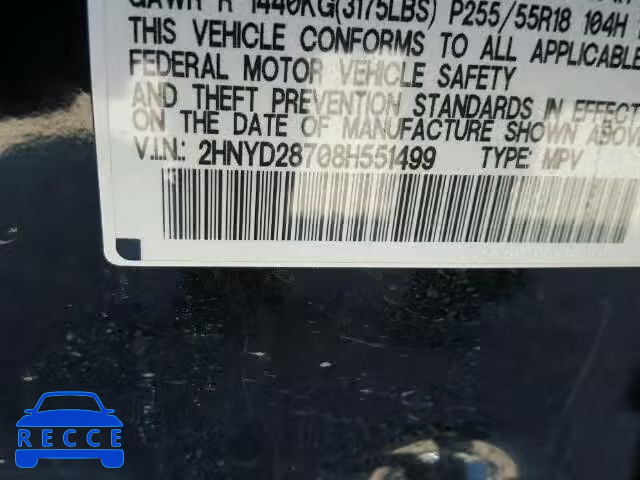 GAWR R 1440KG(3175LBS) P255/55R18 104H
THIS VEHICLE CONFORMS TO ALL APPLICABLE
FEDERAL MOTOR VEHICLE SAFETY
AND THEFT PREVENTION STANDARDS IN EFFECT
ON THE DATE OF MANUFACTURE SHOWN ABOVE
V.I.N.: 2HNYD28708H551499 TYPE: MPV
RECCE